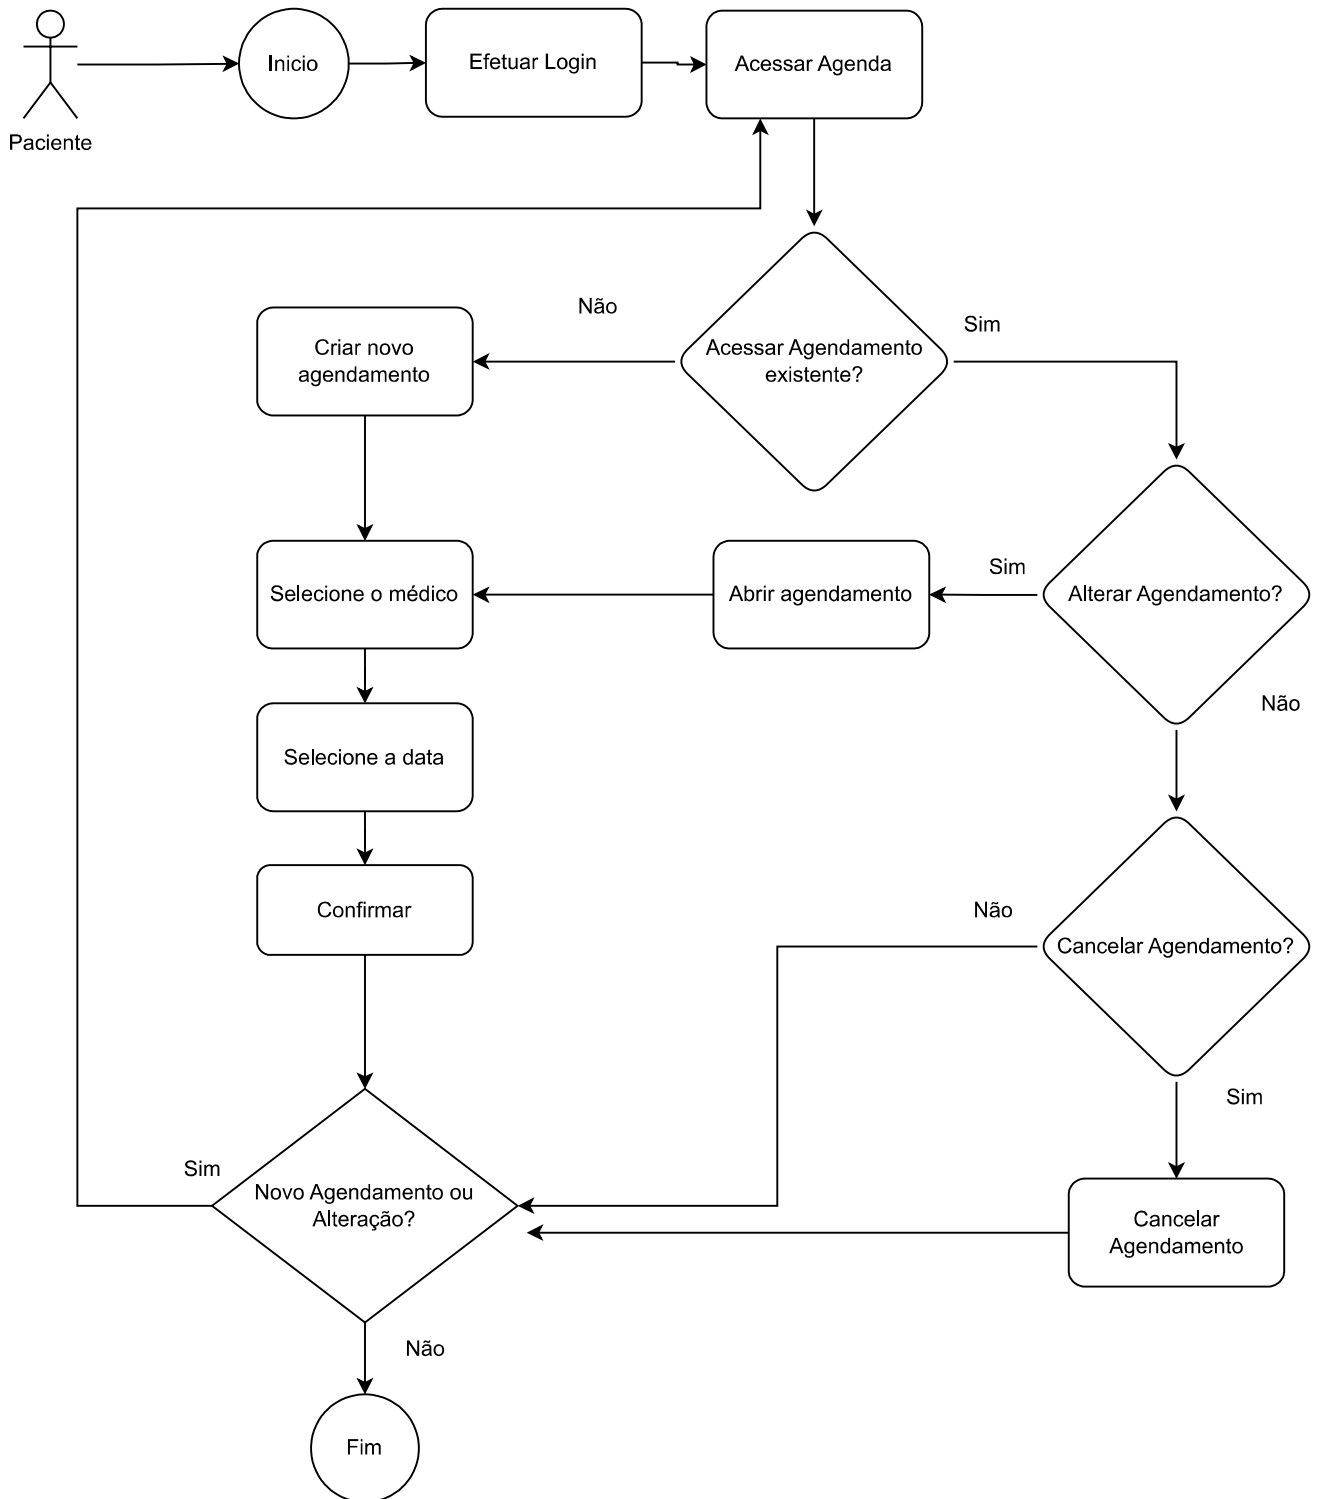 Inicio
Efetuar Login
Acessar Agenda
Paciente
Não
Sim
Criar novo
agendamento
Acessar Agendamento
existente?
Selecione o médico
Abrir agendamento
Sim
Alterar Agendamento?
Não
Selecione a data
Confirmar
Não
Cancelar Agendamento?
Sim
Sim
Novo Agendamento ou
Alteração?
Cancelar
Agendamento
Não
Fim